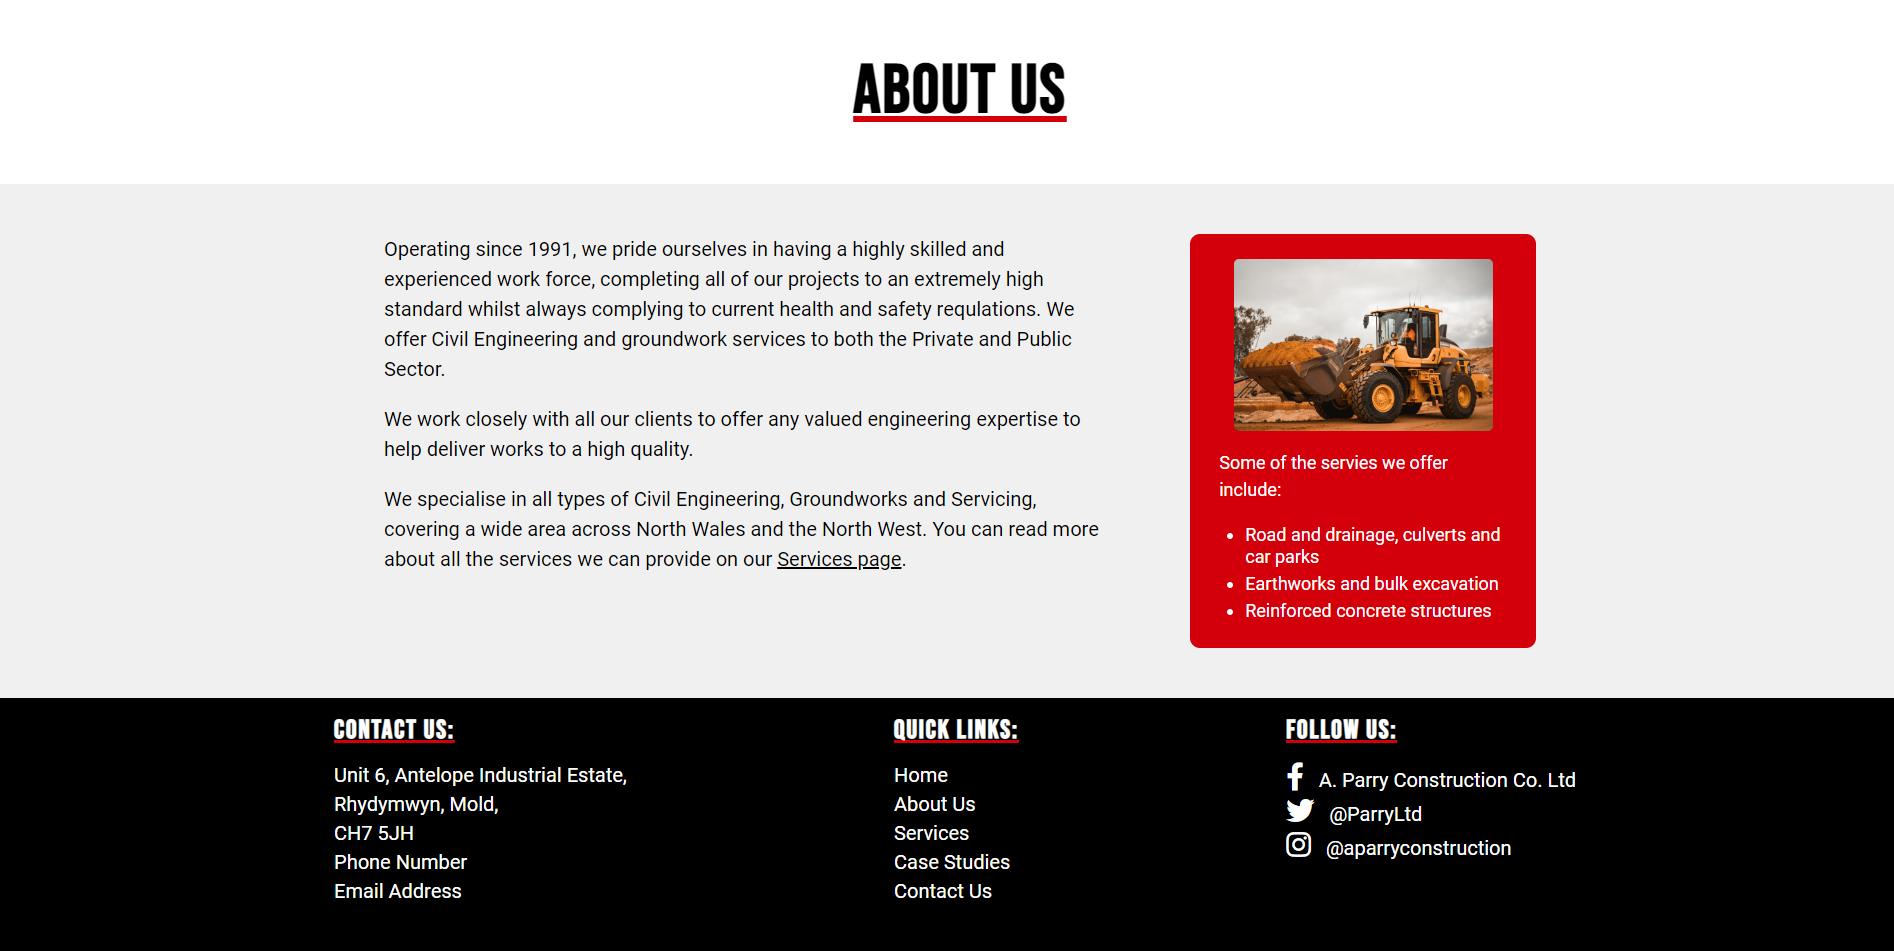 ABOUT US
Operating since 1991, we pride ourselves in having a highly skilled and
experienced work force, completing all of our projects to an extremely high
standard whilst always complying to current health and safety requlations. We
offer Civil Engineering and groundwork services to both the Private and Public
Sector.
We work closely with all our clients to offer any valued engineering expertise to
help deliver works to a high quality.
We specialise in all types of Civil Engineering, Groundworks and Servicing,
covering a wide area across North Wales and the North West. You can read more
about all the services we can provide on our Services page.
Some of the servies we offer
include:
• Road and drainage, culverts and
car parks
• Earthworks and bulk excavation
• Reinforced concrete structures
CONTACT US:
Unit 6, Antelope Industrial Estate,
Rhydymwyn, Mold,
CH7 5JH
Phone Number
Email Address
QUICK LINKS:
Home
About Us
Services
Case Studies
Contact Us
FOLLOW US:
A. Parry Construction Co. Ltd
@ParryLtd
@aparryconstruction